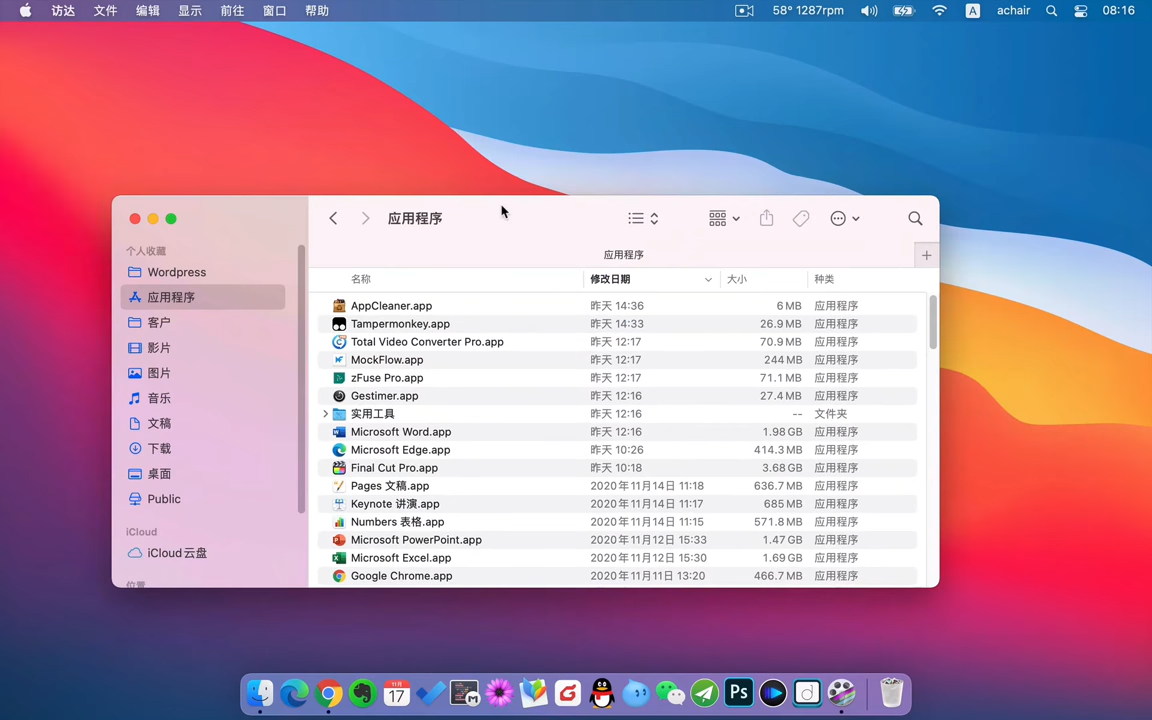 访达 文件 编辑 显示 前往 窗口 帮助 58° 1287rpm A achair 08:16
应用程序
个人收藏
Wordpress
应用程序
客户
影片
图片
音乐
文稿
下载
桌面
Public
iCloud
iCloud云盘
位置
应用程序
名称 修改日期 大小 种类
AppCleaner.app 昨天 14:36 6 MB 应用程序
Tampermonkey.app 昨天 14:33 26.9 MB 应用程序
Total Video Converter Pro.app 昨天 12:17 70.9 MB 应用程序
MockFlow.app 昨天 12:17 244 MB 应用程序
zFuse Pro.app 昨天 12:17 71.1 MB 应用程序
Gestimer.app 昨天 12:16 27.4 MB 应用程序
实用工具 昨天 12:16 -- 文件夹
Microsoft Word.app 昨天 12:16 1.98 GB 应用程序
Microsoft Edge.app 昨天 10:26 414.3 MB 应用程序
Final Cut Pro.app 昨天 10:18 3.68 GB 应用程序
Pages 文稿.app 2020年11月14日 11:18 636.7 MB 应用程序
Keynote 讲演.app 2020年11月14日 11:17 685 MB 应用程序
Numbers 表格.app 2020年11月14日 11:15 571.8 MB 应用程序
Microsoft PowerPoint.app 2020年11月12日 15:33 1.47 GB 应用程序
Microsoft Excel.app 2020年11月12日 15:30 1.69 GB 应用程序
Google Chrome.app 2020年11月11日 13:20 466.7 MB 应用程序
11月
17
M
Ps
d